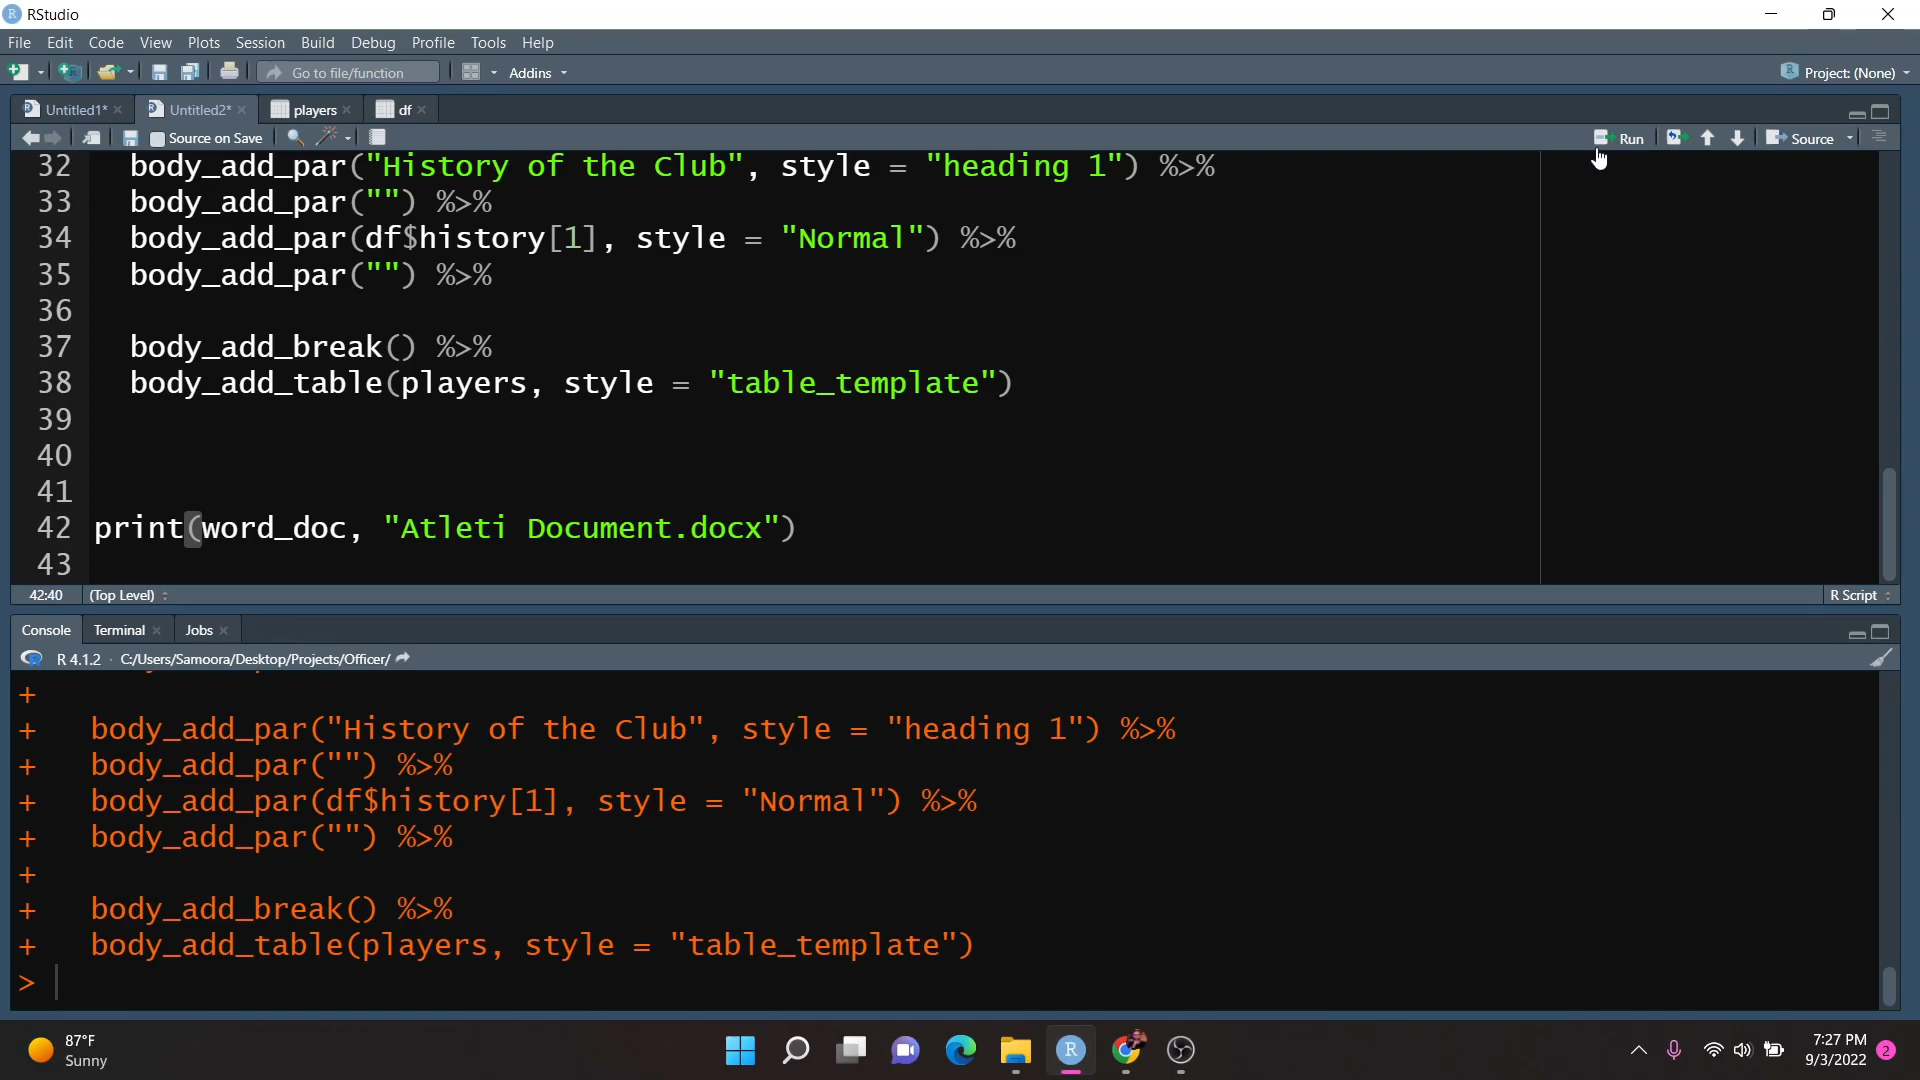 RStudio
File Edit Code View Plots Session Build Debug Profile Tools Help
Go to file/function Addins Project: (None)
Untitled1* Untitled2* players df
Source on Save Run Source
32 body_add_par("History of the Club", style = "heading 1") %>%
33 body_add_par("") %>%
34 body_add_par(df$history[1], style = "Normal") %>%
35 body_add_par("") %>%
36
37 body_add_break() %>%
38 body_add_table(players, style = "table_template")
39
40
41
42 print(word_doc, "Atleti Document.docx")
43
42:40 (Top Level) R Script
Console Terminal Jobs
R 4.1.2 · C:/Users/Samoora/Desktop/Projects/Officer/
+
+ body_add_par("History of the Club", style = "heading 1") %>%
+ body_add_par("") %>%
+ body_add_par(df$history[1], style = "Normal") %>%
+ body_add_par("") %>%
+
+ body_add_break() %>%
+ body_add_table(players, style = "table_template")
>
87°F
Sunny
7:27 PM
9/3/2022
2